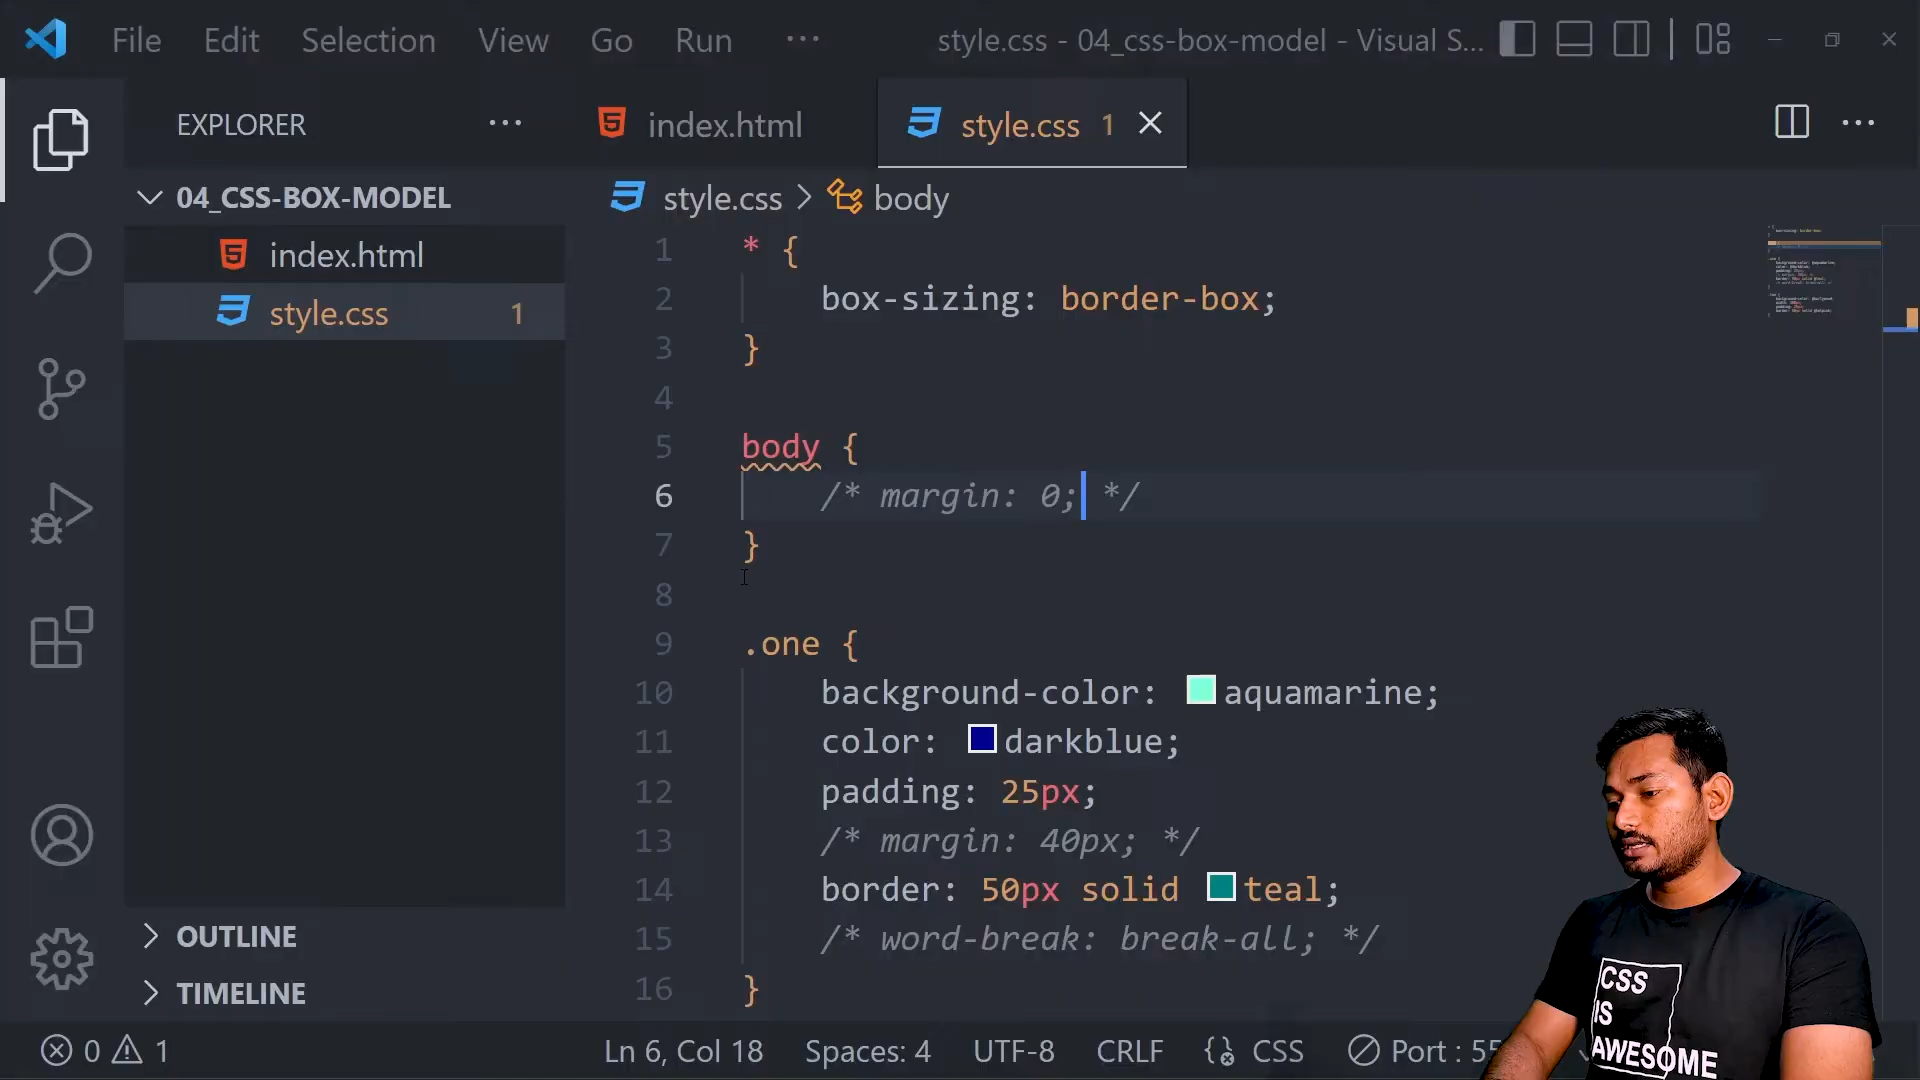 File Edit Selection View Go Run ··· style.css - 04_css-box-model - Visual S...
EXPLORER ···
index.html
style.css 1
04_CSS-BOX-MODEL
index.html
style.css 1
style.css > body
1 * {
2 box-sizing: border-box;
3 }
4
5 body {
6 /* margin: 0; */
7 }
8
9 .one {
10 background-color: aquamarine;
11 color: darkblue;
12 padding: 25px;
13 /* margin: 40px; */
14 border: 50px solid teal;
15 /* word-break: break-all; */
16 }
OUTLINE
TIMELINE
0 1 Ln 6, Col 18 Spaces: 4 UTF-8 CRLF CSS Port : 55
CSS
IS
AWESOME